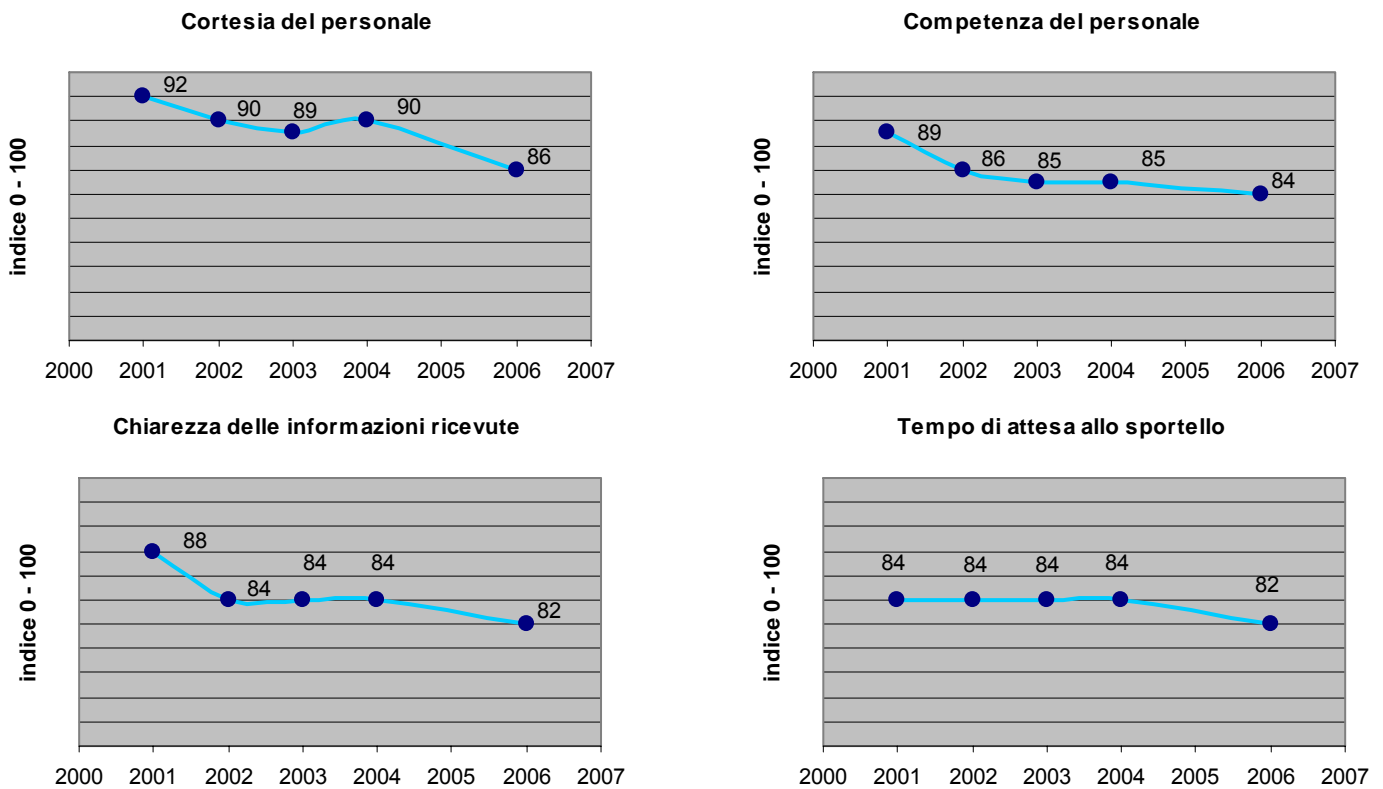 Cortesia del personale
indice 0 - 100
92
90
89
90
86
2000 2001 2002 2003 2004 2005 2006 2007
Competenza del personale
indice 0 - 100
89
86
85
85
84
2000 2001 2002 2003 2004 2005 2006 2007
Chiarezza delle informazioni ricevute
indice 0 - 100
88
84
84
84
82
2000 2001 2002 2003 2004 2005 2006 2007
Tempo di attesa allo sportello
indice 0 - 100
84
84
84
84
82
2000 2001 2002 2003 2004 2005 2006 2007